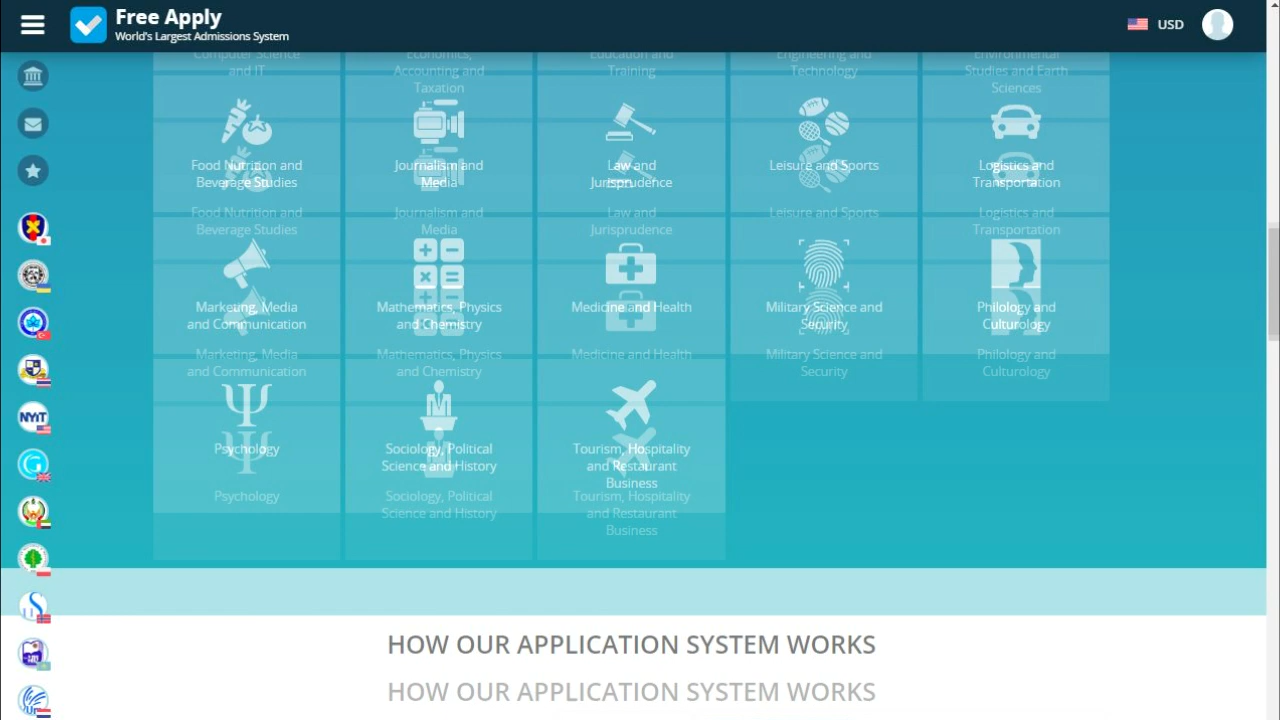 Free Apply
World's Largest Admissions System
USD
Computer Science
and IT
Economics,
Accounting and
Taxation
Education and
Training
Engineering and
Technology
Environmental
Studies and Earth
Sciences
Food Nutrition and
Beverage Studies
Journalism and
Media
Law and
Jurisprudence
Leisure and Sports
Logistics and
Transportation
Food Nutrition and
Beverage Studies
Journalism and
Media
Law and
Jurisprudence
Leisure and Sports
Logistics and
Transportation
Marketing, Media
and Communication
Mathematics, Physics
and Chemistry
Medicine and Health
Military Science and
Security
Philology and
Culturology
Marketing, Media
and Communication
Mathematics, Physics
and Chemistry
Medicine and Health
Military Science and
Security
Philology and
Culturology
Psychology
Sociology, Political
Science and History
Tourism, Hospitality
and Restaurant
Business
Psychology
Sociology, Political
Science and History
Tourism, Hospitality
and Restaurant
Business
NYIT
HOW OUR APPLICATION SYSTEM WORKS
HOW OUR APPLICATION SYSTEM WORKS